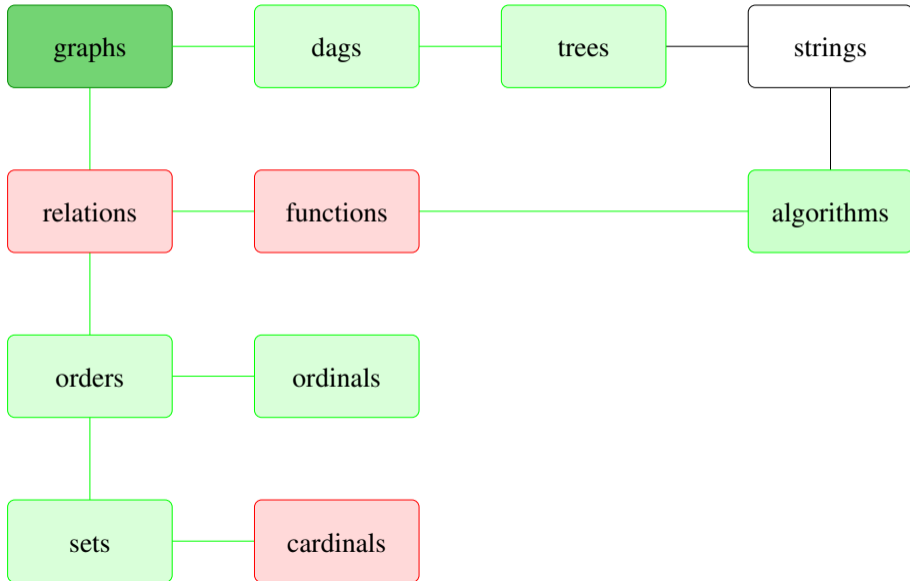 graphs
dags
trees
strings
relations
functions
algorithms
orders
ordinals
sets
cardinals